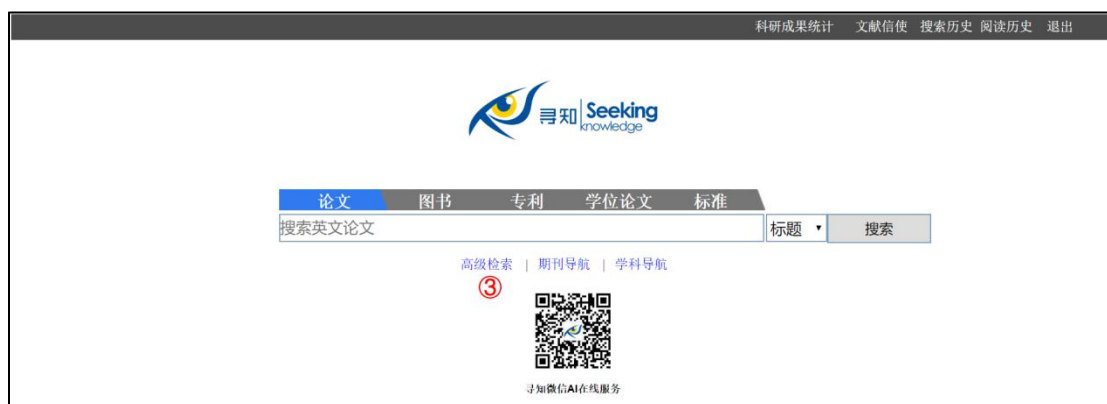 科研成果统计 文献信使 搜索历史 阅读历史 退出
寻知 Seeking
knowledge
论文 图书 专利 学位论文 标准
搜索英文论文 标题 搜索
高级检索 | 期刊导航 | 学科导航
③
寻知微信AI在线服务